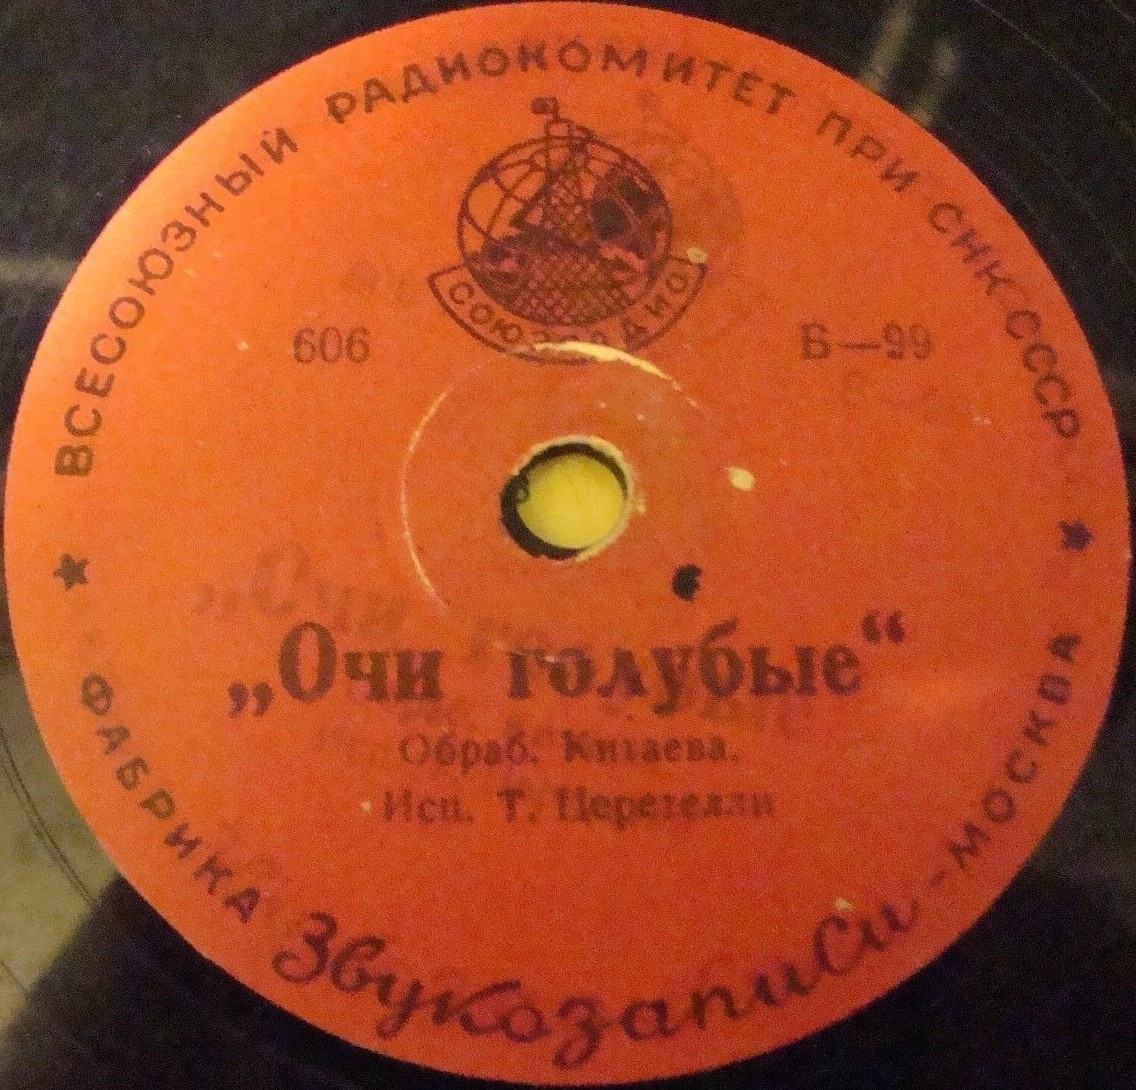 ВСЕСОЮЗНЫЙ РАДИОКОМИТЕТ ПРИ СНК СССР
СОЮЗРАДИО
606 Б—99
„Очи голубые“
Обраб. Китаева.
Исп. Т. Церетелли
ФАБРИКА Звукозаписи - МОСКВА